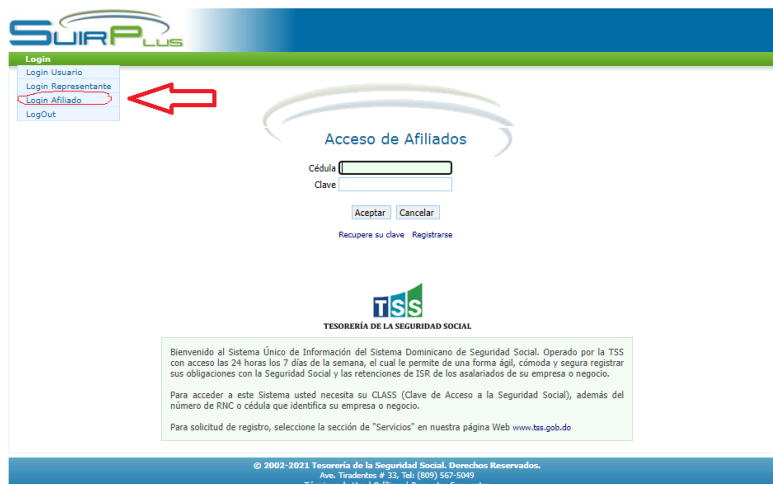 SUIRPLUS
Login
Login Usuario
Login Representante
Login Afiliado
LogOut
Acceso de Afiliados
Cédula
Clave
Aceptar Cancelar
Recupere su clave Registrarse
TSS
TESORERÍA DE LA SEGURIDAD SOCIAL
Bienvenido al Sistema Único de Información del Sistema Dominicano de Seguridad Social. Operado por la TSS
con acceso las 24 horas los 7 días de la semana, el cual le permite de una forma ágil, cómoda y segura registrar
sus obligaciones con la Seguridad Social y las retenciones de ISR de los asalariados de su empresa o negocio.
Para acceder a este Sistema usted necesita su CLASS (Clave de Acceso a la Seguridad Social), además del
número de RNC o cédula que identifica su empresa o negocio.
Para solicitud de registro, seleccione la sección de "Servicios" en nuestra página Web www.tss.gob.do
© 2002-2021 Tesorería de la Seguridad Social. Derechos Reservados.
Ave. Tiradentes # 33, Tel: (809) 567-5049